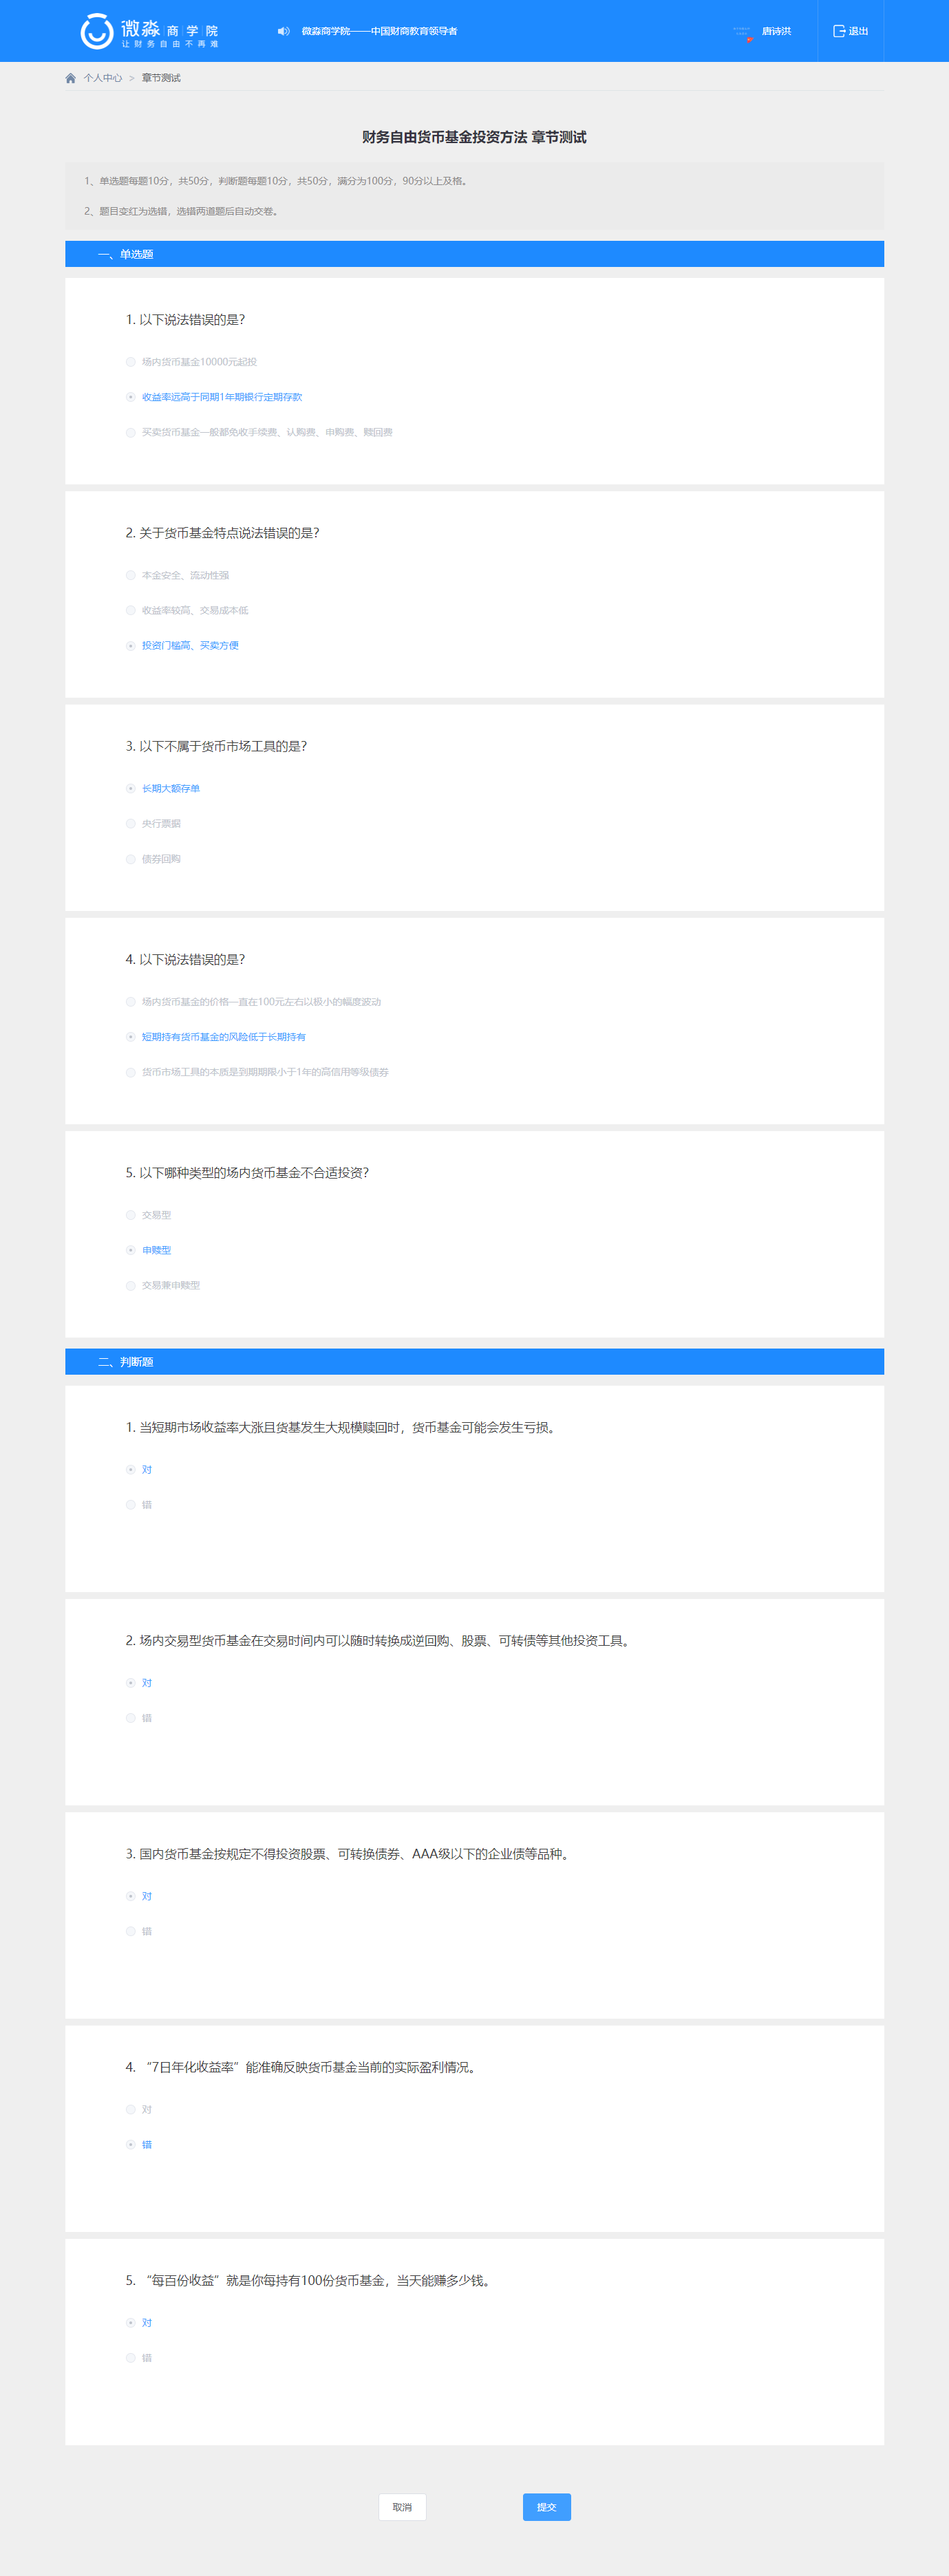 微淼 商学院
让财务自由不再难
微淼商学院——中国财商教育领导者
唐诗洪
退出
个人中心 > 章节测试
财务自由货币基金投资方法 章节测试
1、单选题每题10分，共50分，判断题每题10分，共50分，满分为100分，90分以上及格。
2、题目变红为选错，选错两道题后自动交卷。
一、单选题
1. 以下说法错误的是？
场内货币基金10000元起投
收益率远高于同期1年期银行定期存款
买卖货币基金一般都免收手续费、认购费、申购费、赎回费
2. 关于货币基金特点说法错误的是？
本金安全、流动性强
收益率较高、交易成本低
投资门槛高、买卖方便
3. 以下不属于货币市场工具的是？
长期大额存单
央行票据
债券回购
4. 以下说法错误的是？
场内货币基金的价格一直在100元左右以极小的幅度波动
短期持有货币基金的风险低于长期持有
货币市场工具的本质是到期期限小于1年的高信用等级债券
5. 以下哪种类型的场内货币基金不合适投资？
交易型
申赎型
交易兼申赎型
二、判断题
1. 当短期市场收益率大涨且货基发生大规模赎回时，货币基金可能会发生亏损。
对
错
2. 场内交易型货币基金在交易时间内可以随时转换成逆回购、股票、可转债等其他投资工具。
对
错
3. 国内货币基金按规定不得投资股票、可转换债券、AAA级以下的企业债等品种。
对
错
4. “7日年化收益率”能准确反映货币基金当前的实际盈利情况。
对
错
5. “每百份收益”就是你每持有100份货币基金，当天能赚多少钱。
对
错
取消
提交